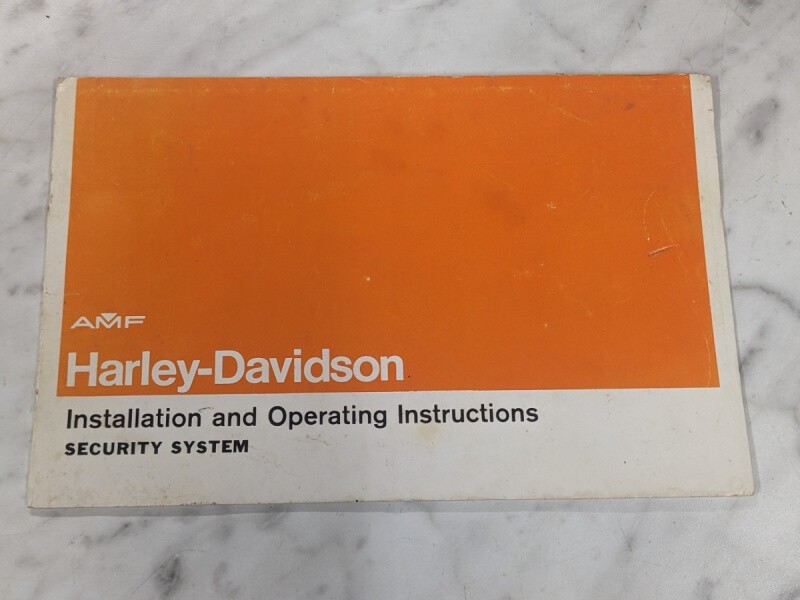 AMF
Harley-Davidson
Installation and Operating Instructions
SECURITY SYSTEM